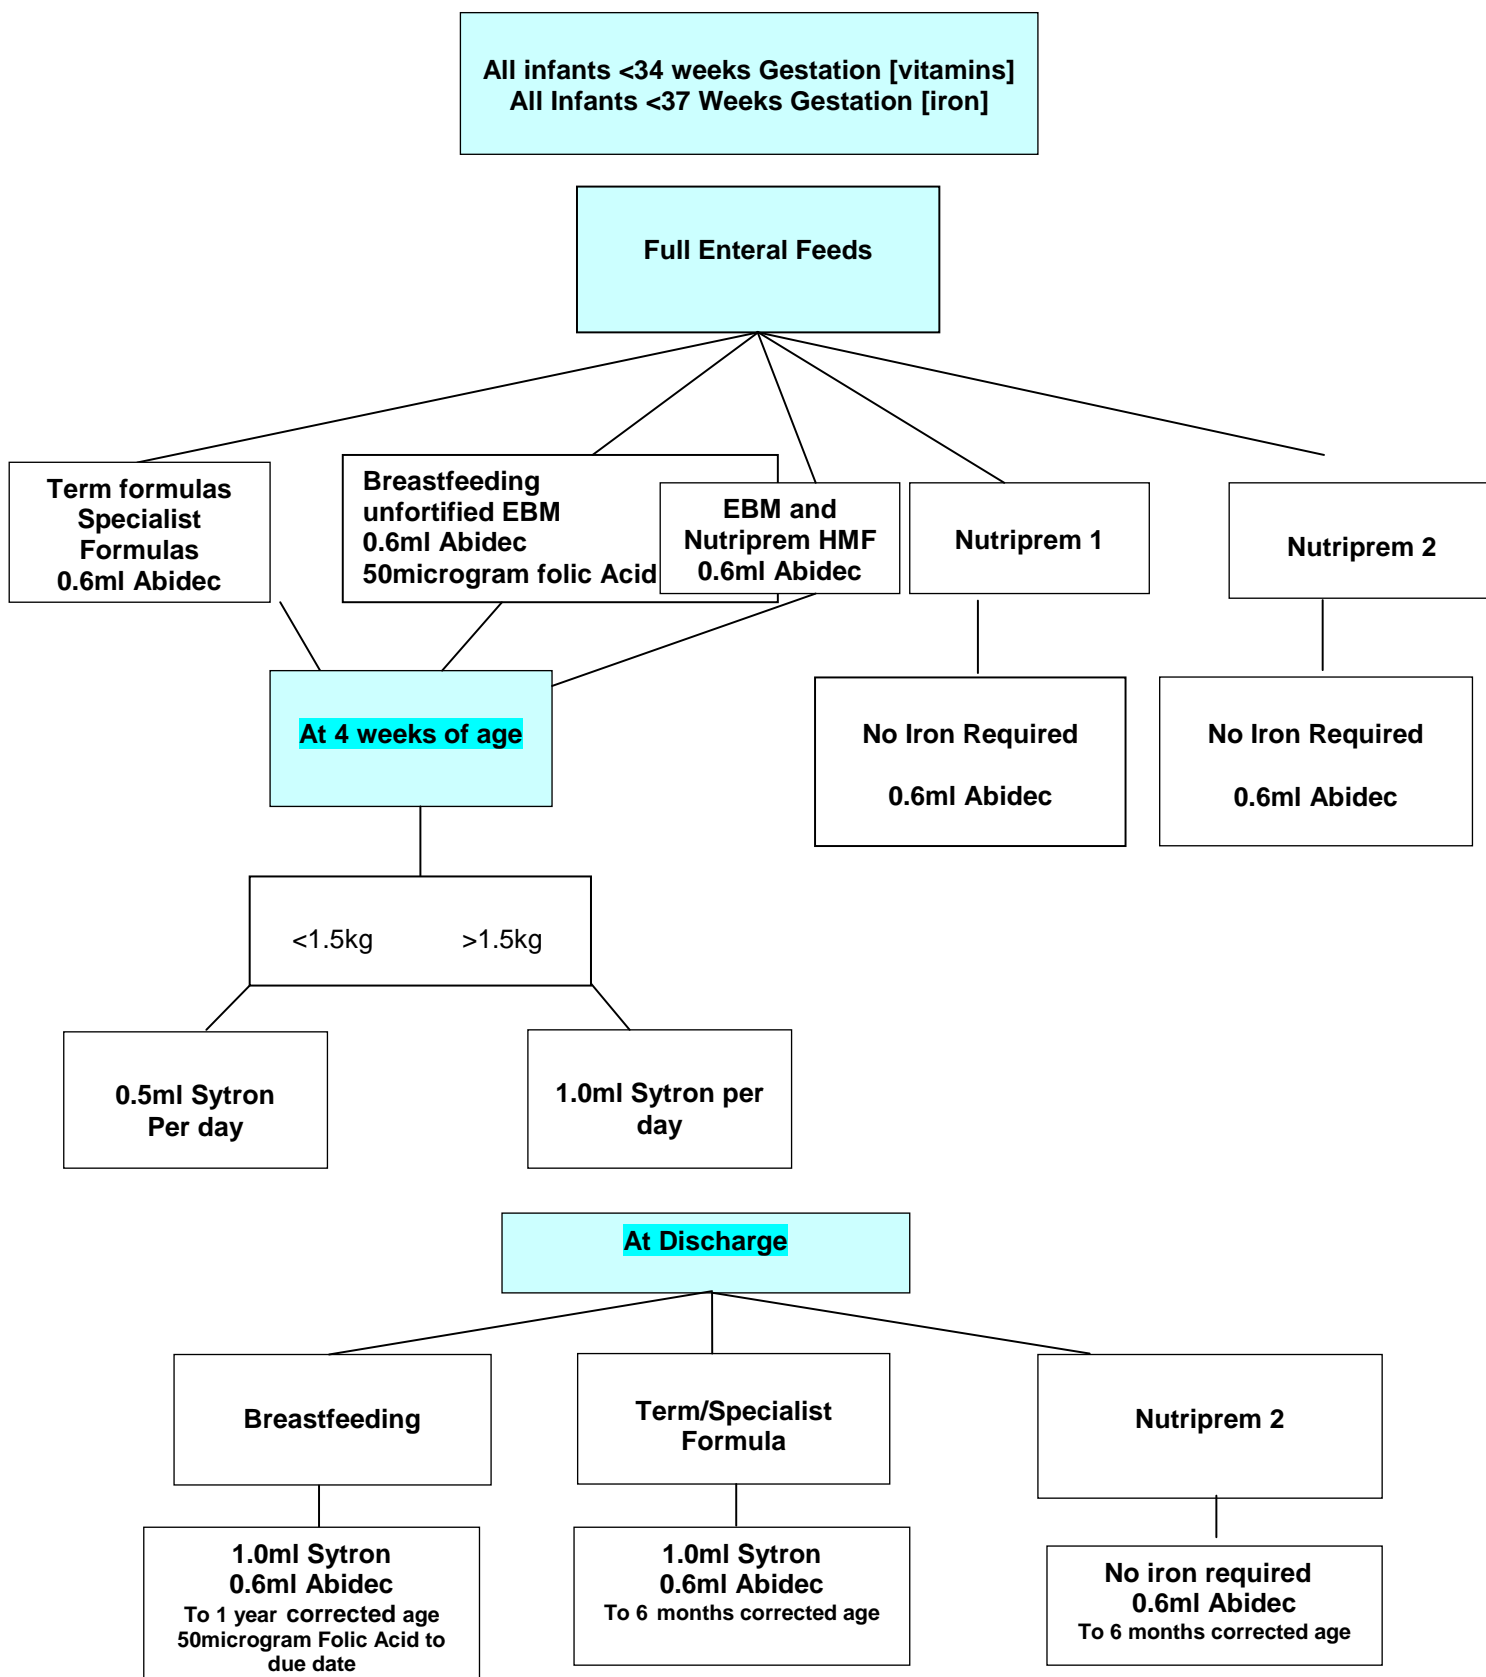 All infants <34 weeks Gestation [vitamins]
All Infants <37 Weeks Gestation [iron]
Full Enteral Feeds
Term formulas
Specialist
Formulas
0.6ml Abidec
Breastfeeding
unfortified EBM
0.6ml Abidec
50microgram folic Acid
EBM and
Nutriprem HMF
0.6ml Abidec
Nutriprem 1
Nutriprem 2
At 4 weeks of age
No Iron Required
0.6ml Abidec
No Iron Required
0.6ml Abidec
<1.5kg >1.5kg
0.5ml Sytron
Per day
1.0ml Sytron per
day
At Discharge
Breastfeeding
Term/Specialist
Formula
Nutriprem 2
1.0ml Sytron
0.6ml Abidec
To 1 year corrected age
50microgram Folic Acid to
due date
1.0ml Sytron
0.6ml Abidec
To 6 months corrected age
No iron required
0.6ml Abidec
To 6 months corrected age